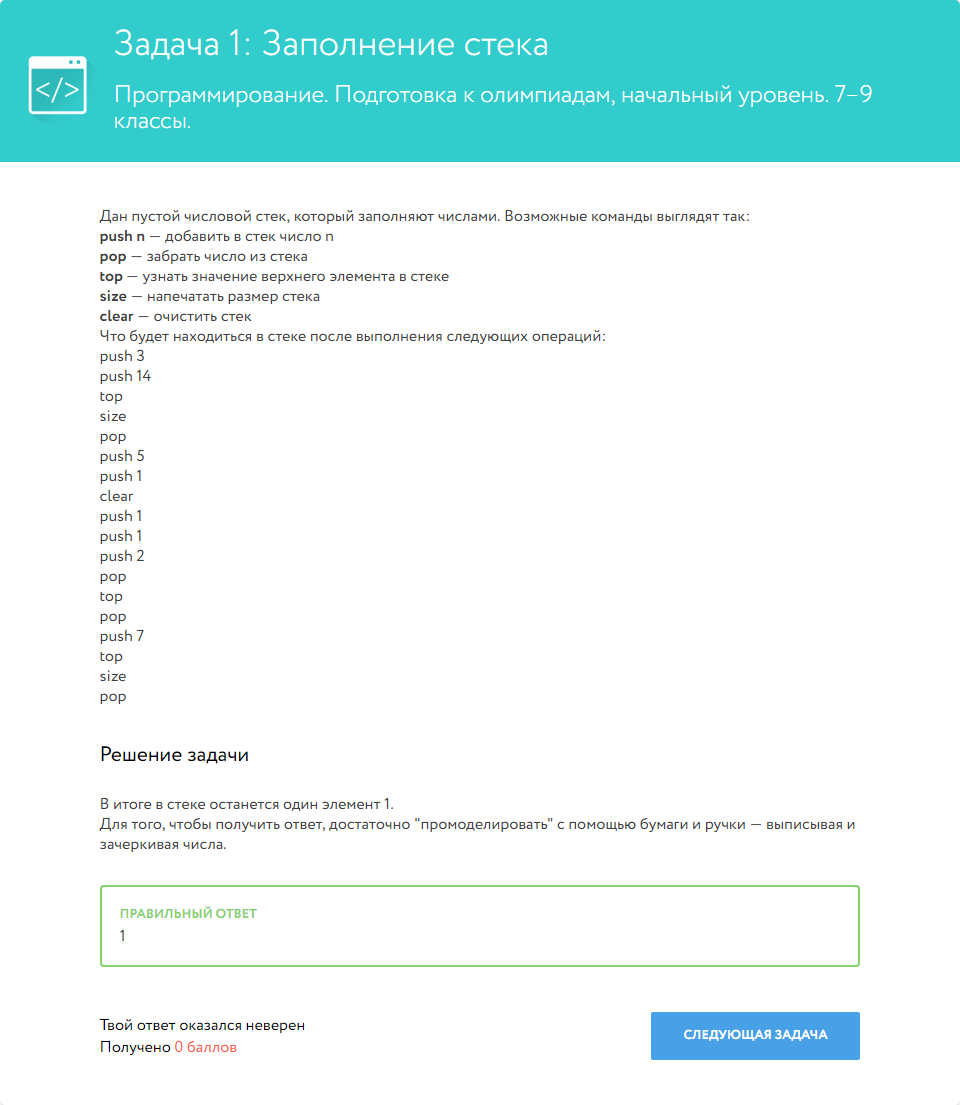 </>
Задача 1: Заполнение стека
Программирование. Подготовка к олимпиадам, начальный уровень. 7–9
классы.
Дан пустой числовой стек, который заполняют числами. Возможные команды выглядят так:
push n — добавить в стек число n
pop — забрать число из стека
top — узнать значение верхнего элемента в стеке
size — напечатать размер стека
clear — очистить стек
Что будет находиться в стеке после выполнения следующих операций:
push 3
push 14
top
size
pop
push 5
push 1
clear
push 1
push 1
push 2
pop
top
pop
push 7
top
size
pop
Решение задачи
В итоге в стеке останется один элемент 1.
Для того, чтобы получить ответ, достаточно "промоделировать" с помощью бумаги и ручки — выписывая и
зачеркивая числа.
ПРАВИЛЬНЫЙ ОТВЕТ
1
Твой ответ оказался неверен
Получено 0 баллов
СЛЕДУЮЩАЯ ЗАДАЧА